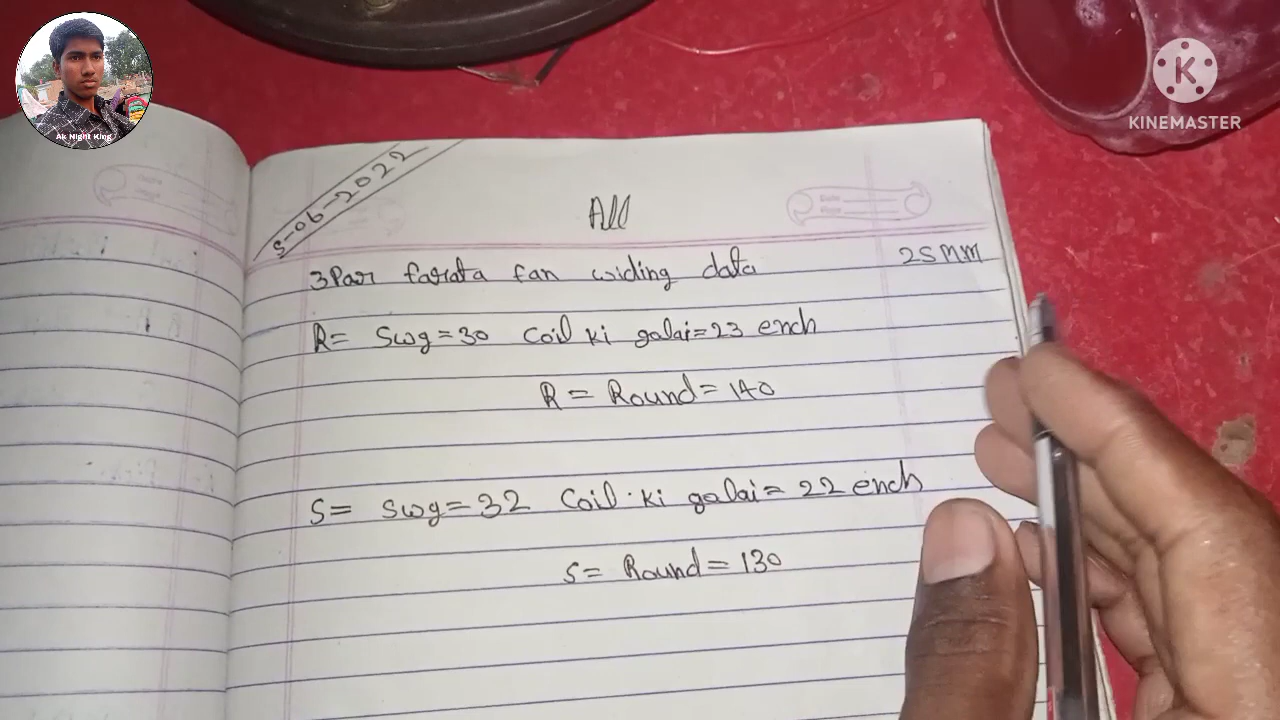 Ak Night King
KINEMASTER
5-06-2022
All
3Pair farata fan widing data 25MM
R= Swg=30 Coil ki golai=23 ench
R = Round = 140
S= Swg=32 Coil ki golai= 22 ench
S= Round = 130